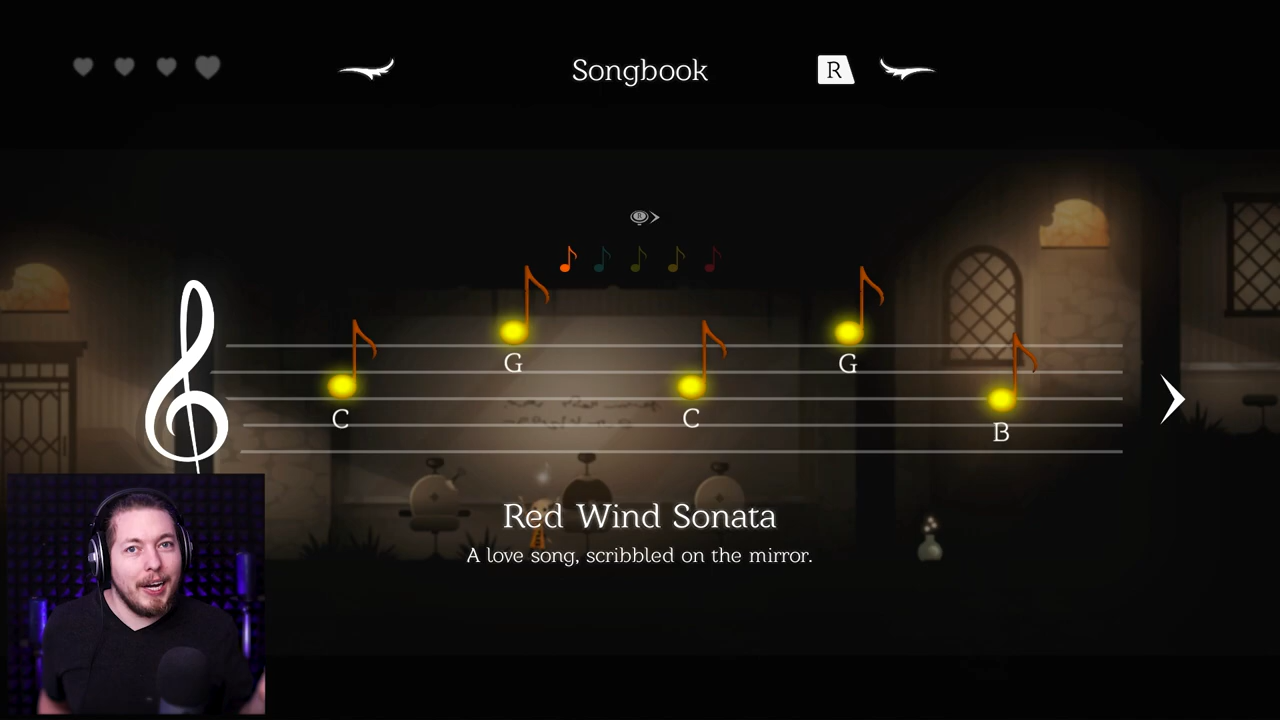 Songbook
R
G
G
C
C
B
Red Wind Sonata
A love song, scribbled on the mirror.